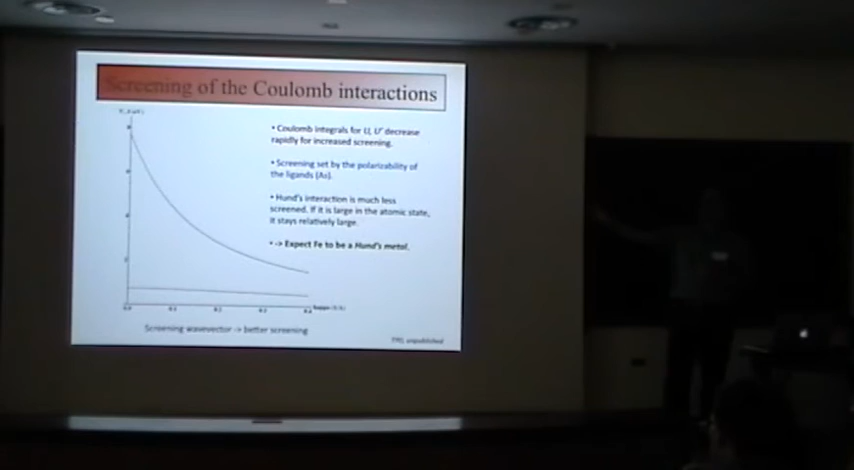 Screening of the Coulomb interactions
• Coulomb integrals for U, U' decrease
rapidly for increased screening.
• Screening set by the polarizability of
the ligands (As).
• Hund's interaction is much less
screened. If it is large in the atomic state,
it stays relatively large.
• -> Expect Fe to be a Hund's metal.
0.1
Screening wavevector -> better screening
unpublished